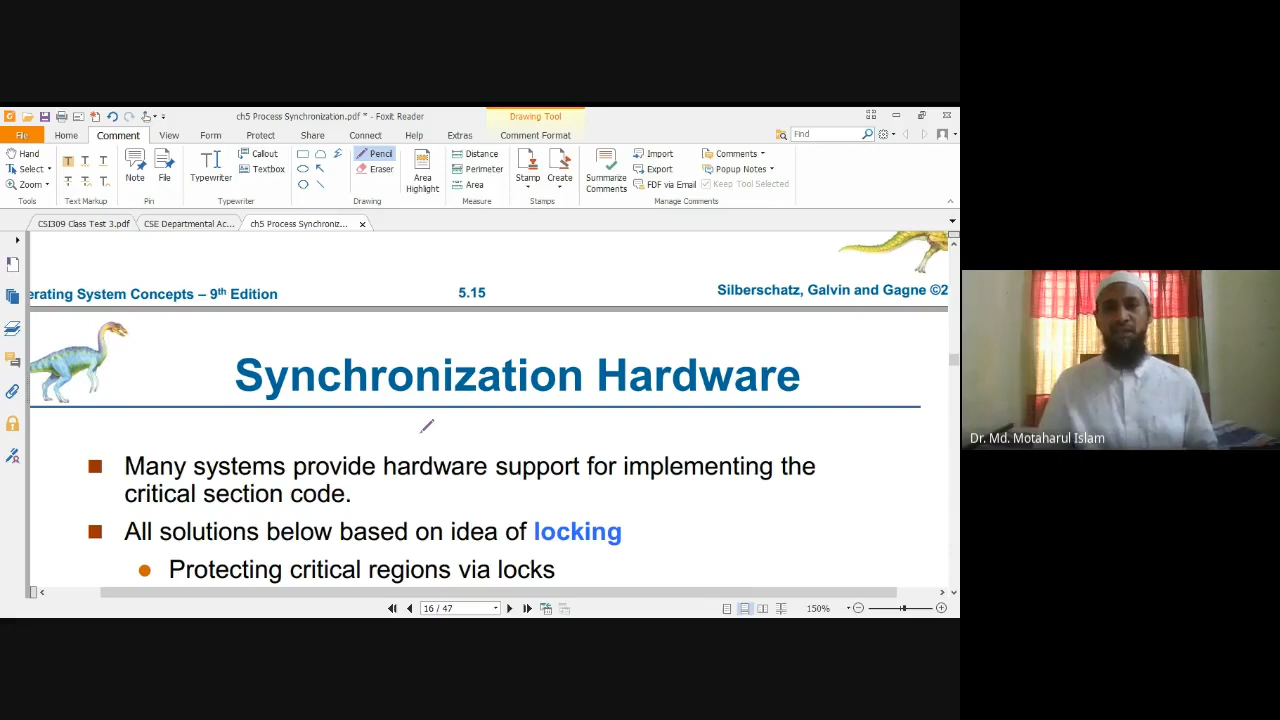 ch5 Process Synchronization.pdf * - Foxit Reader
Drawing Tool
File Home Comment View Form Protect Share Connect Help Extras Comment Format
Find
Hand
Select
Zoom
Tools
Text Markup
Note
File
Pin
Typewriter
Callout
Textbox
Typewriter
Pencil
Eraser
Area Highlight
Drawing
Distance
Perimeter
Area
Measure
Stamp
Create
Stamps
Summarize Comments
Import
Export
FDF via Email
Comments
Popup Notes
Keep Tool Selected
Manage Comments
CSI309 Class Test 3.pdf
CSE Departmental Ac...
ch5 Process Synchroniz...
erating System Concepts – 9th Edition
5.15
Silberschatz, Galvin and Gagne ©2
Synchronization Hardware
Many systems provide hardware support for implementing the
critical section code.
All solutions below based on idea of locking
Protecting critical regions via locks
16 / 47
150%
Dr. Md. Motaharul Islam